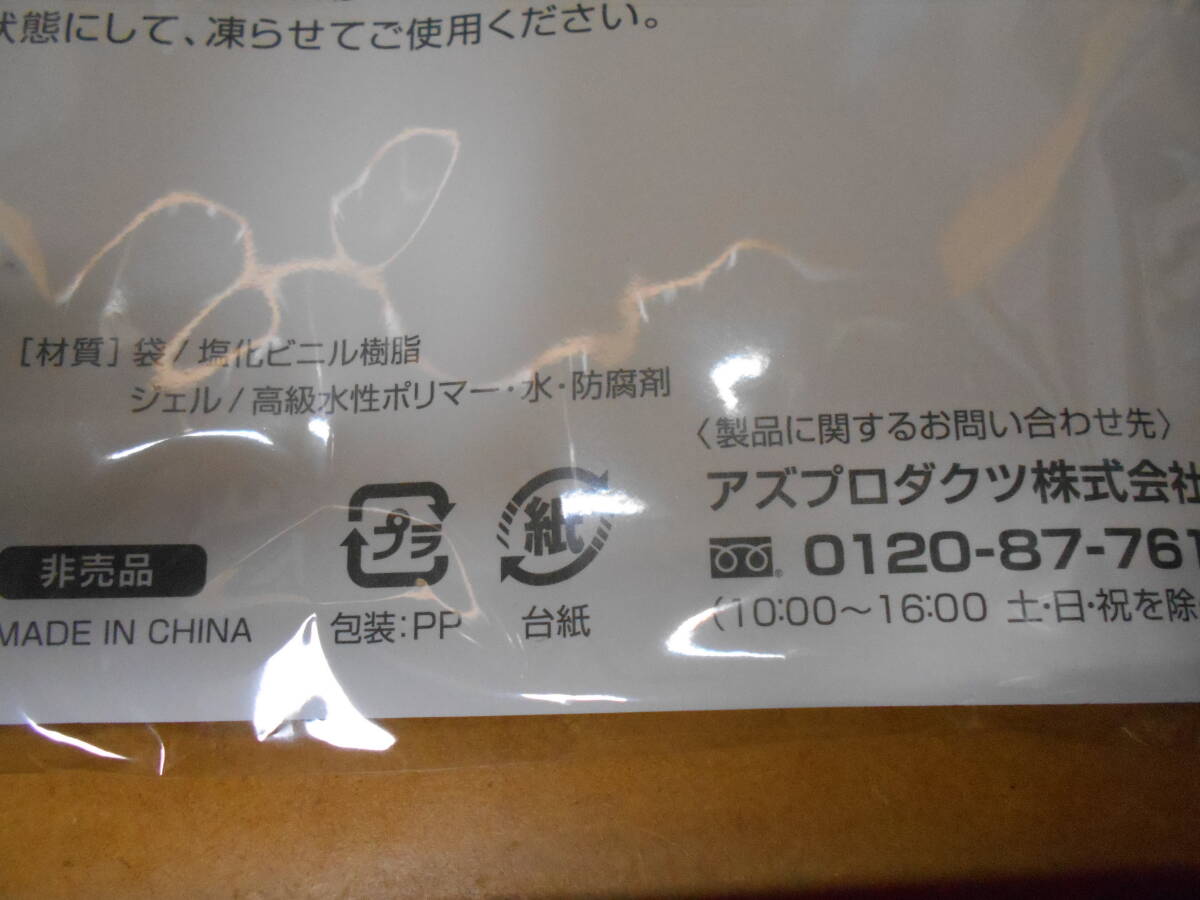 状態にして、凍らせてご使用ください。
［材質］袋/塩化ビニル樹脂
ジェル/高級水性ポリマー・水・防腐剤
〈製品に関するお問い合わせ先〉
アズプロダクツ株式会社
0120-87-761
(10:00～16:00 土・日・祝を除
プラ
紙
非売品
MADE IN CHINA
包装:PP
台紙